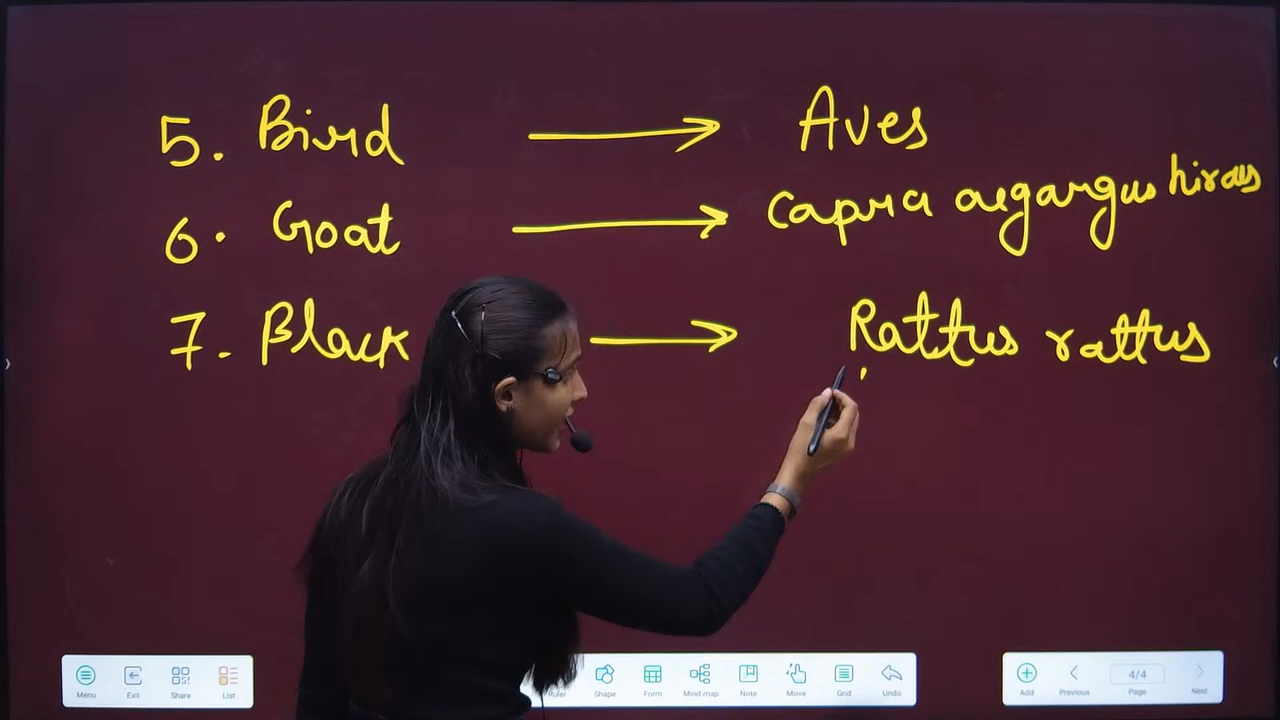 5. Bird → Aves
6. Goat → Capra aegargus hircus
7. Black → Rattus rattus
Menu Exit Share List Ruler Shape Form Mind map Note Move Grid Undo Add Previous 4/4 Page Next